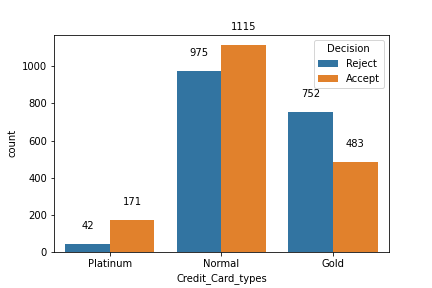 1115
975
Decision
Reject
Accept
752
483
171
42
1000
800
600
400
200
0
count
Platinum
Normal
Gold
Credit_Card_types